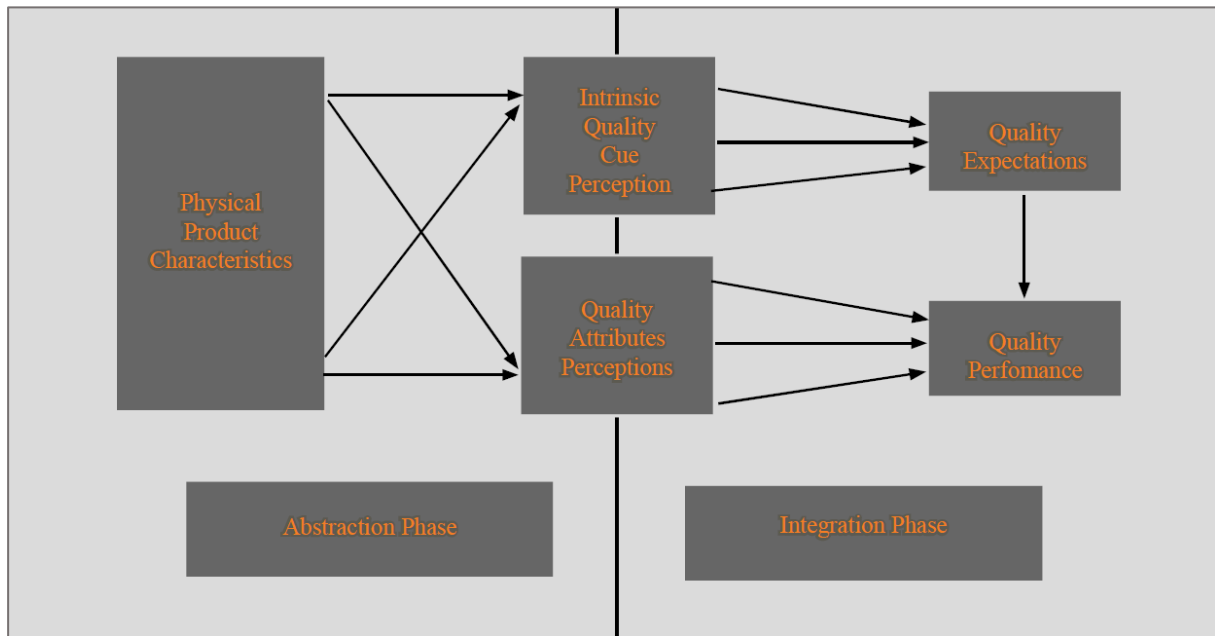 Physical
Product
Characteristics
Intrinsic
Quality
Cue
Perception
Quality
Attributes
Perceptions
Quality
Expectations
Quality
Perfomance
Abstraction Phase
Integration Phase